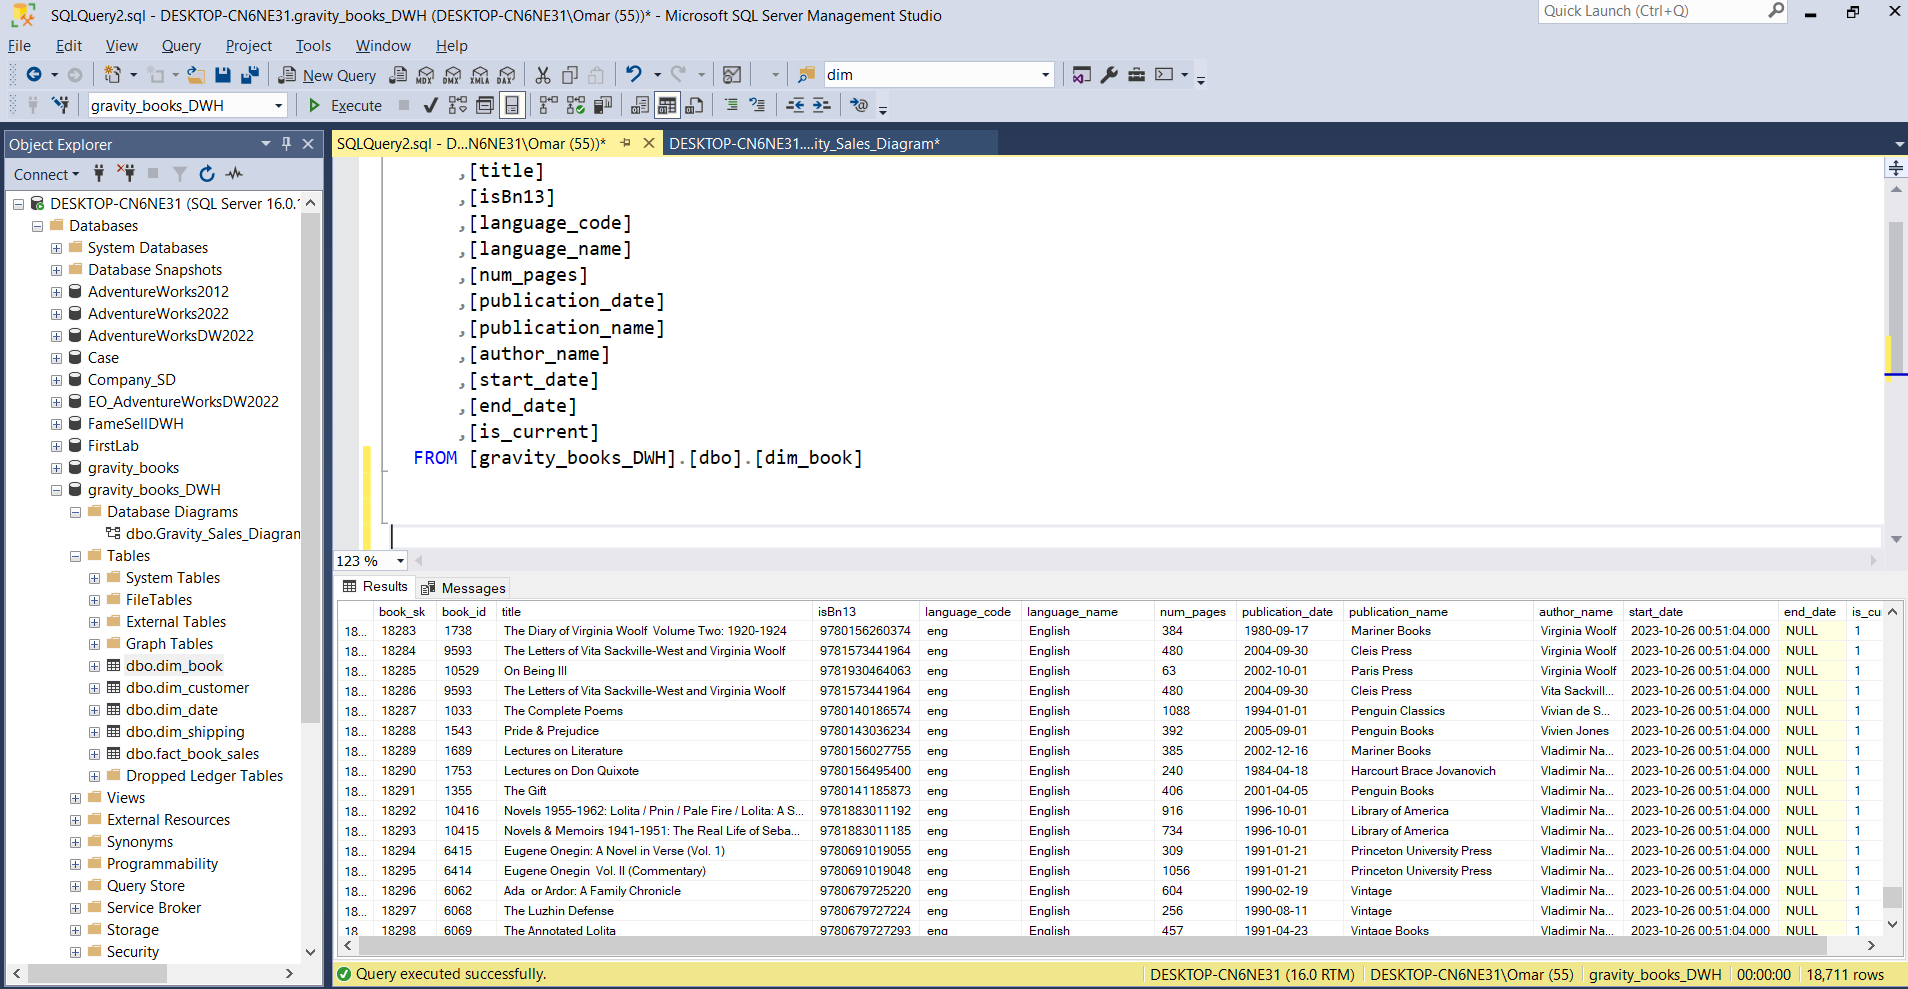 SQLQuery2.sql - DESKTOP-CN6NE31.gravity_books_DWH (DESKTOP-CN6NE31\Omar (55))* - Microsoft SQL Server Management Studio
Quick Launch (Ctrl+Q)
File Edit View Query Project Tools Window Help
New Query MDX DMX XMLA DAX dim
gravity_books_DWH Execute
Object Explorer
SQLQuery2.sql - D...N6NE31\Omar (55))*
DESKTOP-CN6NE31....ity_Sales_Diagram*
Connect
DESKTOP-CN6NE31 (SQL Server 16.0.1
Databases
System Databases
Database Snapshots
AdventureWorks2012
AdventureWorks2022
AdventureWorksDW2022
Case
Company_SD
EO_AdventureWorksDW2022
FameSellDWH
FirstLab
gravity_books
gravity_books_DWH
Database Diagrams
dbo.Gravity_Sales_Diagram
Tables
System Tables
FileTables
External Tables
Graph Tables
dbo.dim_book
dbo.dim_customer
dbo.dim_date
dbo.dim_shipping
dbo.fact_book_sales
Dropped Ledger Tables
Views
External Resources
Synonyms
Programmability
Query Store
Service Broker
Storage
Security
,[title]
,[isBn13]
,[language_code]
,[language_name]
,[num_pages]
,[publication_date]
,[publication_name]
,[author_name]
,[start_date]
,[end_date]
,[is_current]
FROM [gravity_books_DWH].[dbo].[dim_book]
123 %
Results Messages
book_sk book_id title isBn13 language_code language_name num_pages publication_date publication_name author_name start_date end_date is_cu
18... 18283 1738 The Diary of Virginia Woolf Volume Two: 1920-1924 9780156260374 eng English 384 1980-09-17 Mariner Books Virginia Woolf 2023-10-26 00:51:04.000 NULL 1
18... 18284 9593 The Letters of Vita Sackville-West and Virginia Woolf 9781573441964 eng English 480 2004-09-30 Cleis Press Virginia Woolf 2023-10-26 00:51:04.000 NULL 1
18... 18285 10529 On Being Ill 9781930464063 eng English 63 2002-10-01 Paris Press Virginia Woolf 2023-10-26 00:51:04.000 NULL 1
18... 18286 9593 The Letters of Vita Sackville-West and Virginia Woolf 9781573441964 eng English 480 2004-09-30 Cleis Press Vita Sackvill... 2023-10-26 00:51:04.000 NULL 1
18... 18287 1033 The Complete Poems 9780140186574 eng English 1088 1994-01-01 Penguin Classics Vivian de S... 2023-10-26 00:51:04.000 NULL 1
18... 18288 1543 Pride & Prejudice 9780143036234 eng English 392 2005-09-01 Penguin Books Vivien Jones 2023-10-26 00:51:04.000 NULL 1
18... 18289 1689 Lectures on Literature 9780156027755 eng English 385 2002-12-16 Mariner Books Vladimir Na... 2023-10-26 00:51:04.000 NULL 1
18... 18290 1753 Lectures on Don Quixote 9780156495400 eng English 240 1984-04-18 Harcourt Brace Jovanovich Vladimir Na... 2023-10-26 00:51:04.000 NULL 1
18... 18291 1355 The Gift 9780141185873 eng English 406 2001-04-05 Penguin Books Vladimir Na... 2023-10-26 00:51:04.000 NULL 1
18... 18292 10416 Novels 1955-1962: Lolita / Pnin / Pale Fire / Lolita: A S... 9781883011192 eng English 916 1996-10-01 Library of America Vladimir Na... 2023-10-26 00:51:04.000 NULL 1
18... 18293 10415 Novels & Memoirs 1941-1951: The Real Life of Seba... 9781883011185 eng English 734 1996-10-01 Library of America Vladimir Na... 2023-10-26 00:51:04.000 NULL 1
18... 18294 6415 Eugene Onegin: A Novel in Verse (Vol. 1) 9780691019055 eng English 309 1991-01-21 Princeton University Press Vladimir Na... 2023-10-26 00:51:04.000 NULL 1
18... 18295 6414 Eugene Onegin Vol. II (Commentary) 9780691019048 eng English 1056 1991-01-21 Princeton University Press Vladimir Na... 2023-10-26 00:51:04.000 NULL 1
18... 18296 6062 Ada or Ardor: A Family Chronicle 9780679725220 eng English 604 1990-02-19 Vintage Vladimir Na... 2023-10-26 00:51:04.000 NULL 1
18... 18297 6068 The Luzhin Defense 9780679727224 eng English 256 1990-08-11 Vintage Vladimir Na... 2023-10-26 00:51:04.000 NULL 1
18 18298 6069 The Annotated Lolita 9780679727293 eng English 457 1991-04-23 Vintage Books Vladimir Na... 2023-10-26 00:51:04.000 NULL 1
Query executed successfully.
DESKTOP-CN6NE31 (16.0 RTM) DESKTOP-CN6NE31\Omar (55) gravity_books_DWH 00:00:00 18,711 rows